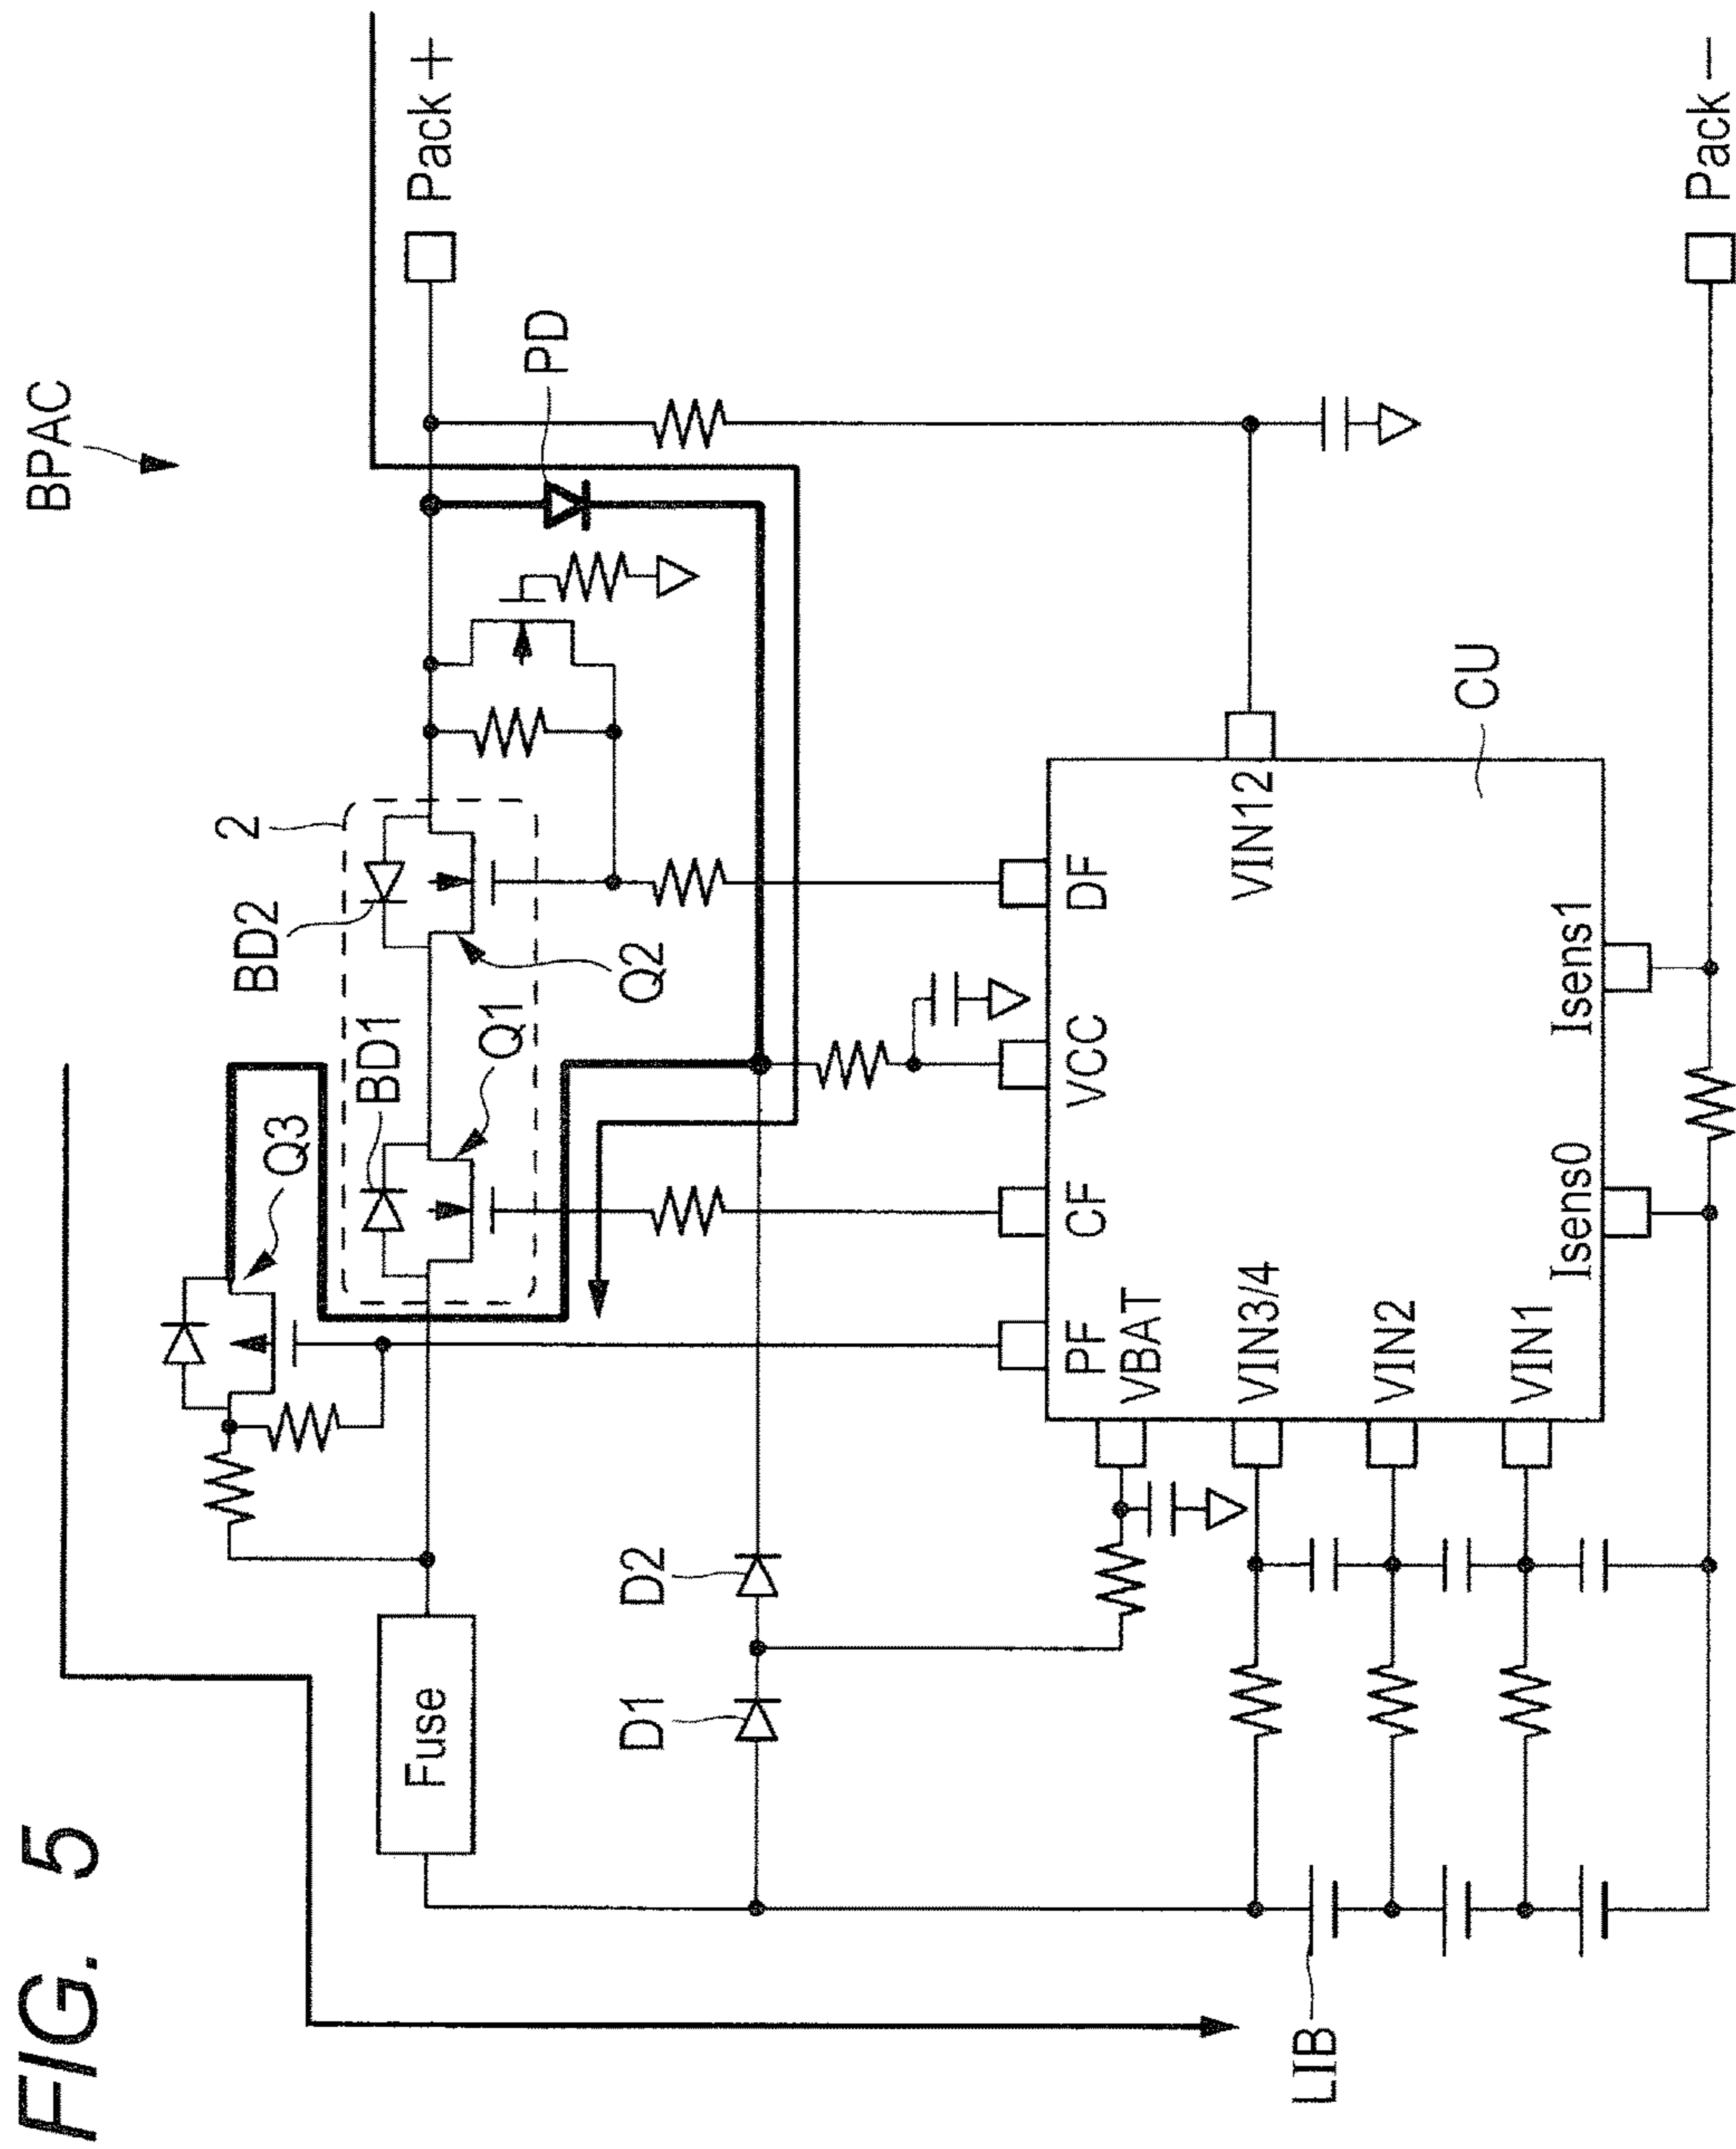 FIG. 5
BPAC
Q3
2
BD2
BD1
Q1
Q2
Fuse
Pack +
PD
D1
D2
PF
CF
VCC
DF
VBAT
VIN3/4
VIN2
VIN1
VIN12
CU
Isens0
Isens1
LIB
Pack −